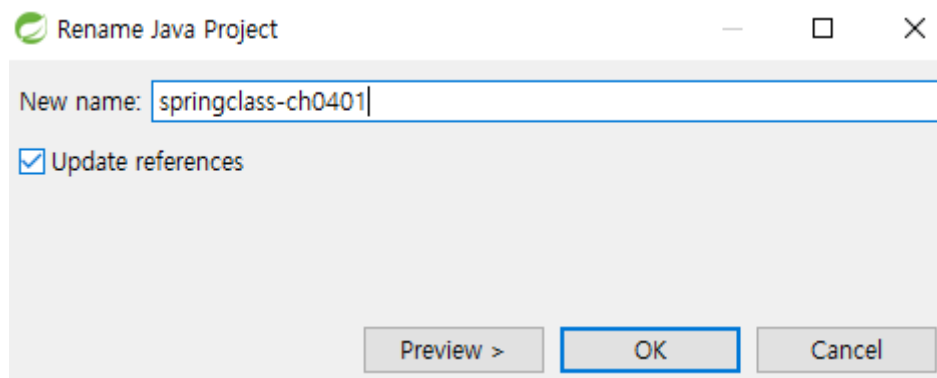 Rename Java Project
New name: springclass-ch0401
Update references
Preview > OK Cancel